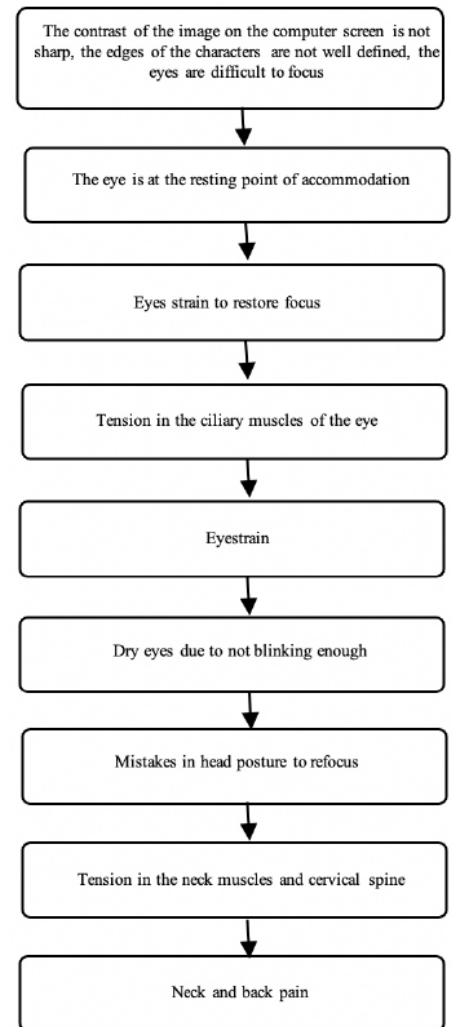 The contrast of the image on the computer screen is not
sharp, the edges of the characters are not well defined, the
eyes are difficult to focus
The eye is at the resting point of accommodation
Eyes strain to restore focus
Tension in the ciliary muscles of the eye
Eyestrain
Dry eyes due to not blinking enough
Mistakes in head posture to refocus
Tension in the neck muscles and cervical spine
Neck and back pain